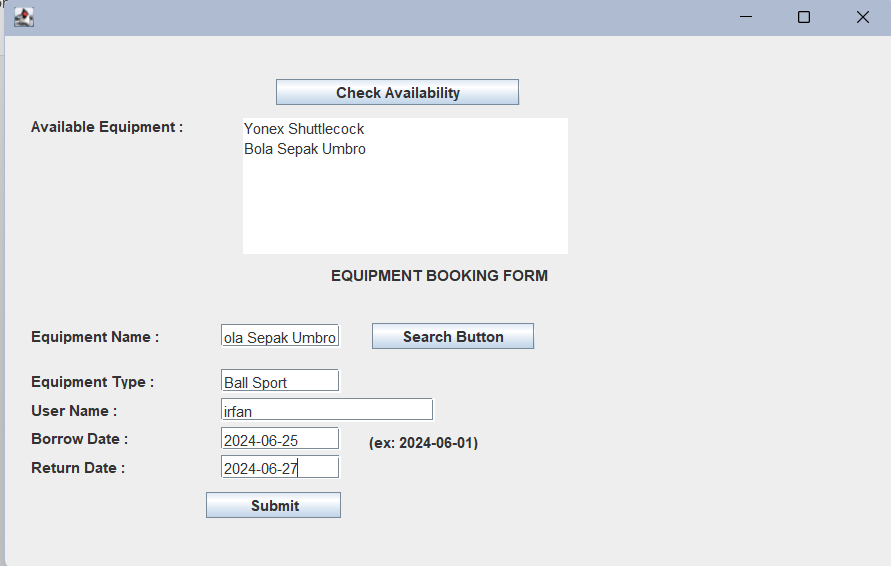 Check Availability
Available Equipment :
Yonex Shuttlecock
Bola Sepak Umbro
EQUIPMENT BOOKING FORM
Equipment Name : ola Sepak Umbro Search Button
Equipment Type : Ball Sport
User Name : irfan
Borrow Date : 2024-06-25 (ex: 2024-06-01)
Return Date : 2024-06-27
Submit